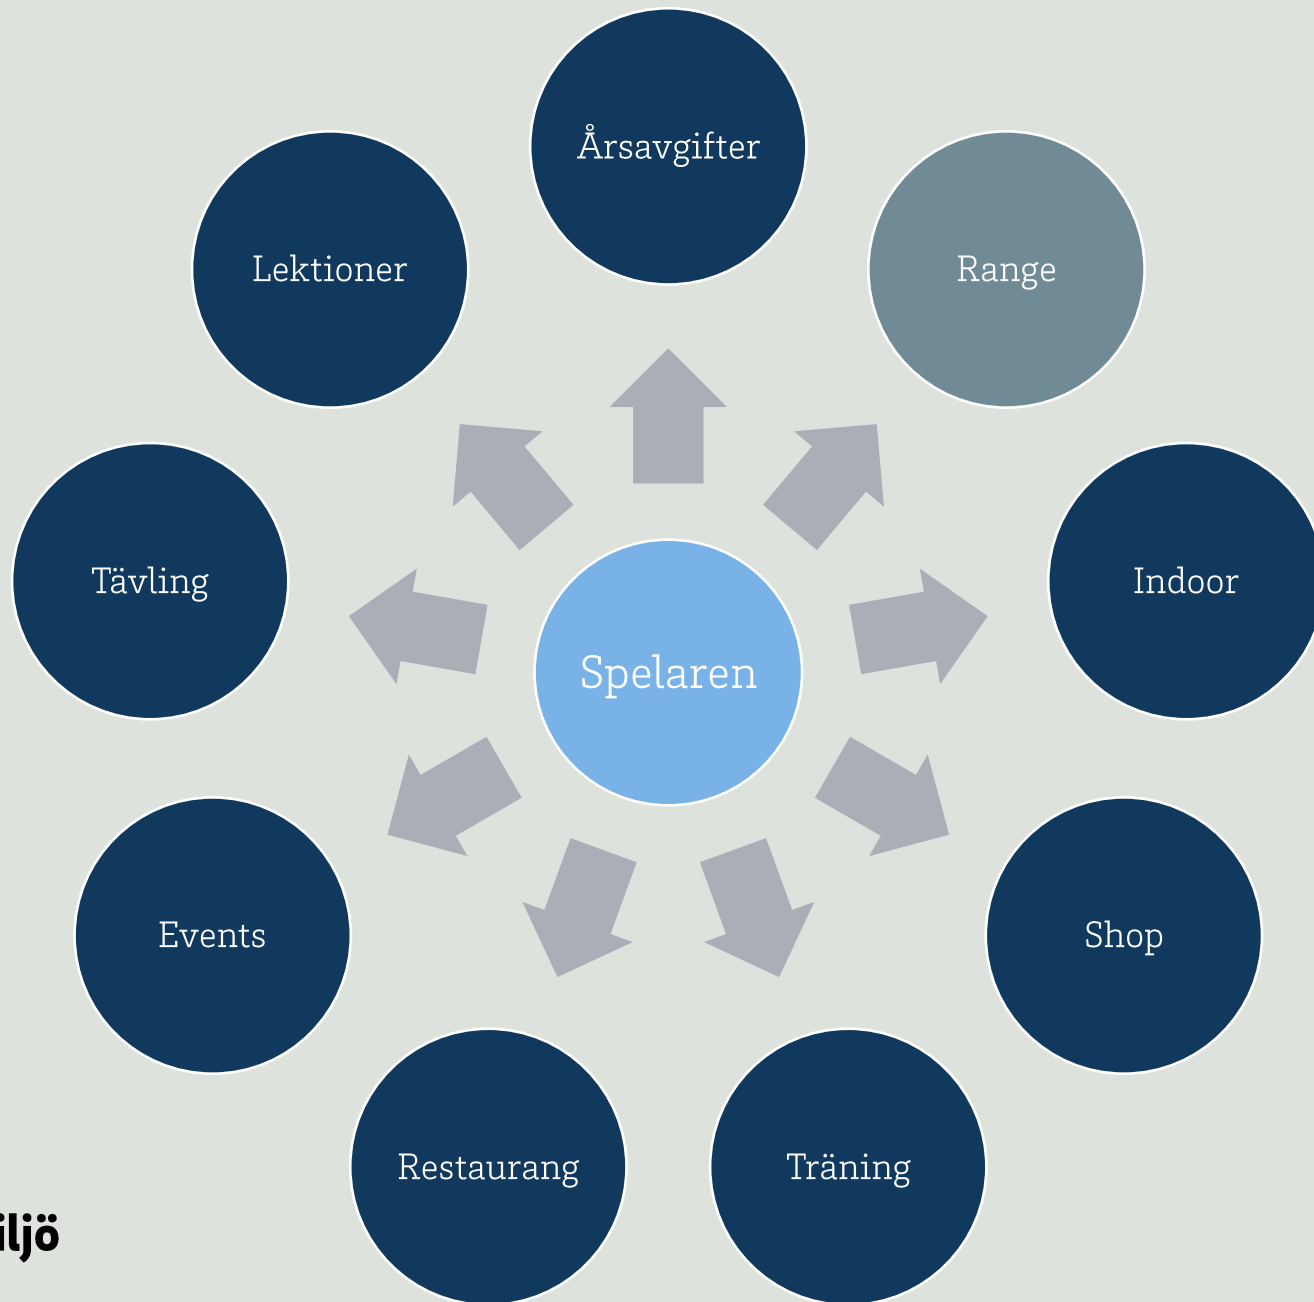 Årsavgifter
Range
Lektioner
Tävling
Indoor
Spelaren
Events
Shop
Restaurang
Träning
iljö